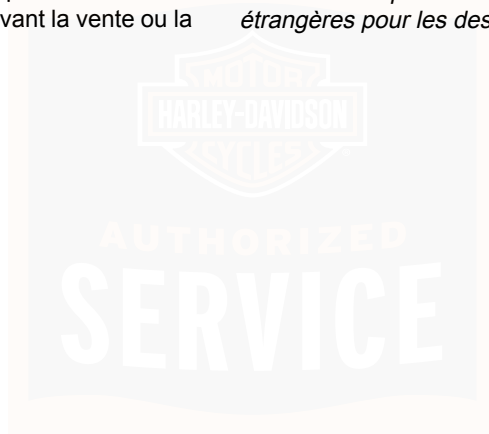 vant la vente ou la
étrangères pour les des
MOTOR
HARLEY-DAVIDSON
CYCLES
AUTHORIZED
SERVICE